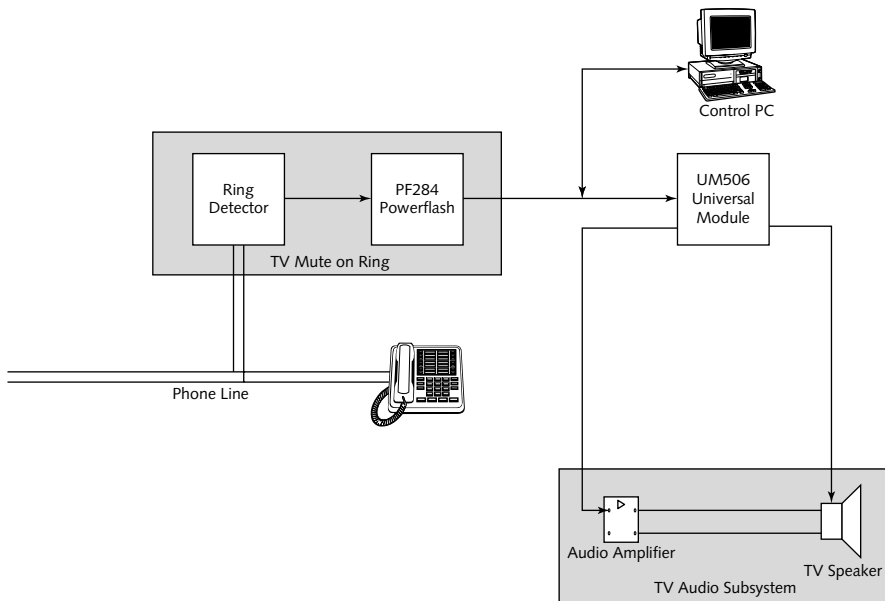 Control PC
Ring
Detector
PF284
Powerflash
UM506
Universal
Module
TV Mute on Ring
Phone Line
Audio Amplifier
TV Speaker
TV Audio Subsystem